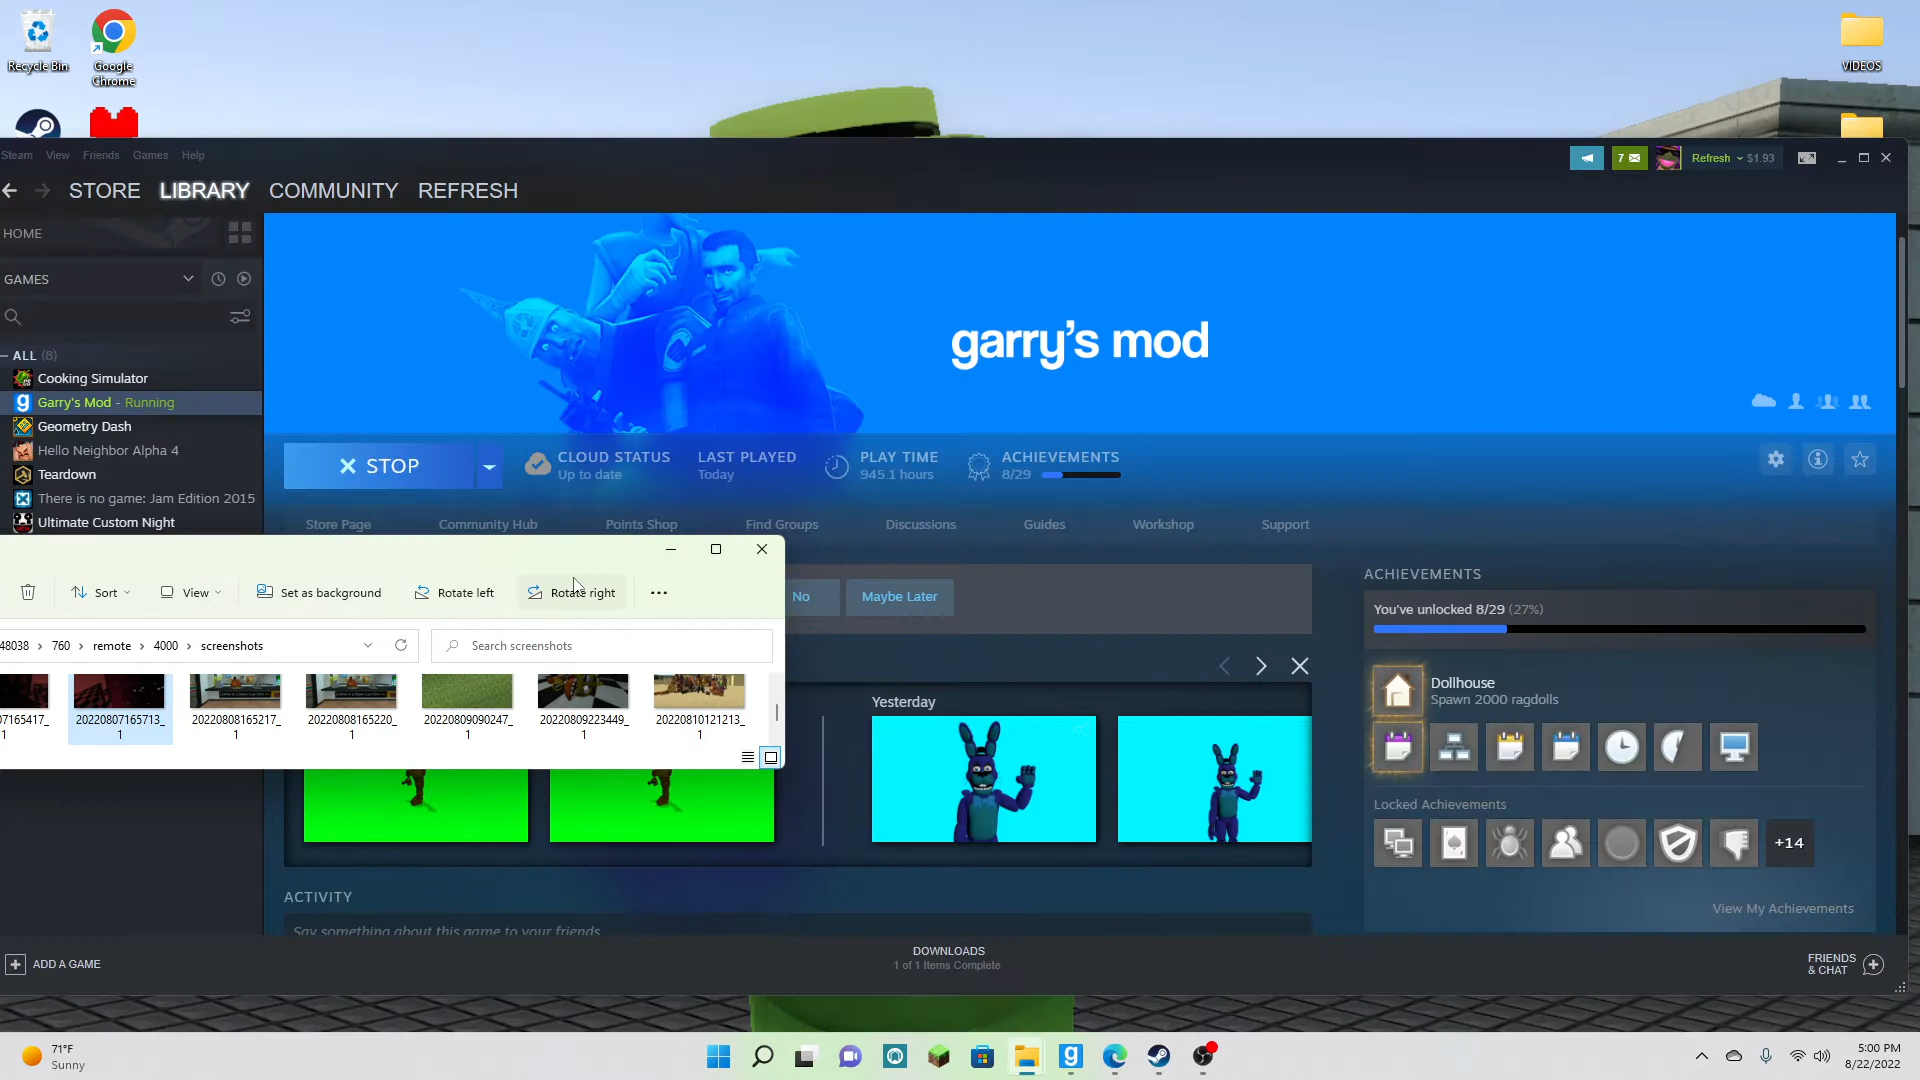 Recycle Bin
Google
Chrome
VIDEOS
Steam View Friends Games Help
7
Refresh $1.93
STORE LIBRARY COMMUNITY REFRESH
HOME
GAMES
ALL (8)
Cooking Simulator
Garry's Mod - Running
Geometry Dash
Hello Neighbor Alpha 4
Teardown
There is no game: Jam Edition 2015
Ultimate Custom Night
garry's mod
STOP
CLOUD STATUS
Up to date
LAST PLAYED
Today
PLAY TIME
945.1 hours
ACHIEVEMENTS
8/29
Store Page Community Hub Points Shop Find Groups Discussions Guides Workshop Support
No Maybe Later
Sort View Set as background Rotate left Rotate right
48038 760 remote 4000 screenshots
Search screenshots
07165417_
1
20220807165713_
1
20220808165217_
1
20220808165220_
1
20220809090247_
1
20220809223449_
1
20220810121213_
1
Yesterday
ACHIEVEMENTS
You've unlocked 8/29 (27%)
Dollhouse
Spawn 2000 ragdolls
Locked Achievements
+14
View My Achievements
ACTIVITY
Say something about this game to your friends
ADD A GAME
DOWNLOADS
1 of 1 Items Complete
FRIENDS
& CHAT
71°F
Sunny
5:00 PM
8/22/2022